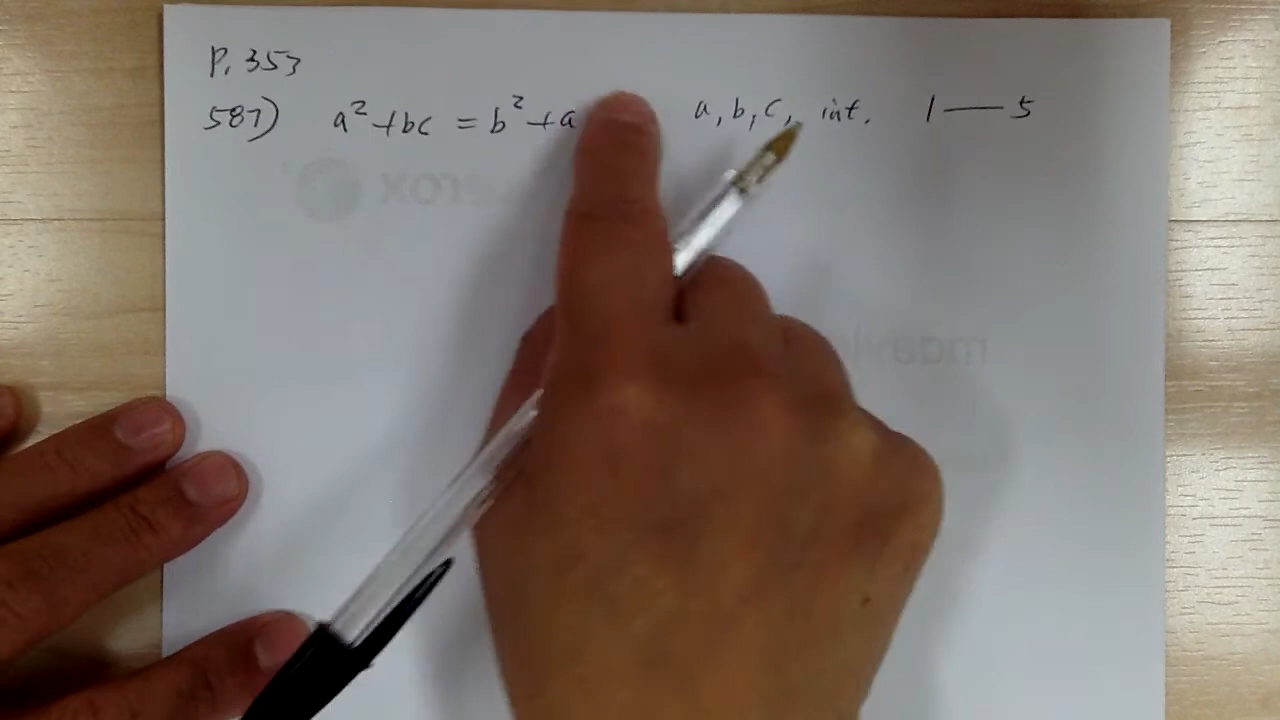 P. 353
587) a²+bc = b²+a a, b, c, int. 1 — 5